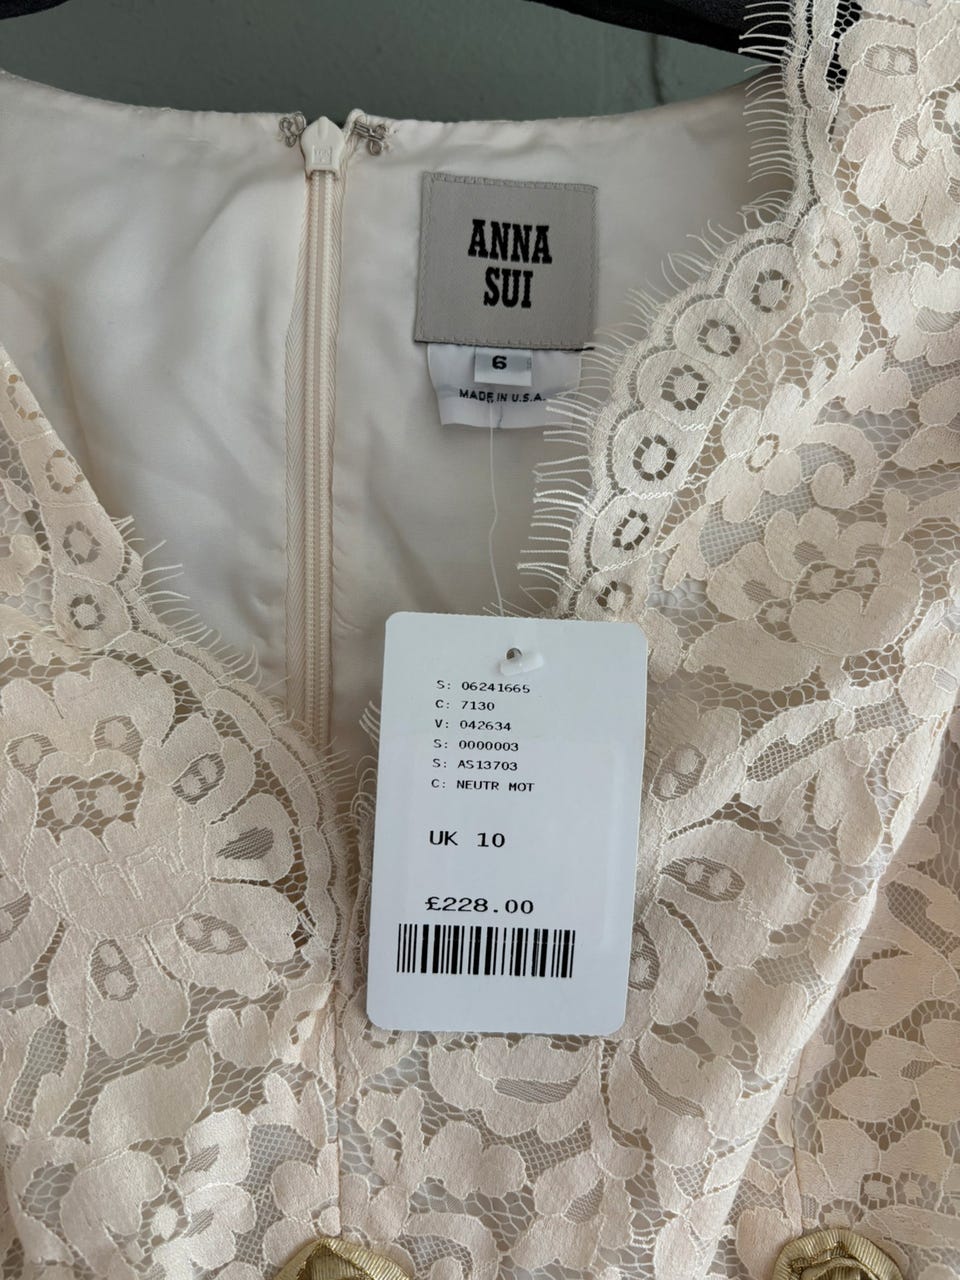 ANNA
SUI
6
MADE IN U.S.A.
S: 06241665
C: 7130
V: 042634
S: 0000003
S: AS13703
C: NEUTR MOT
UK 10
£228.00